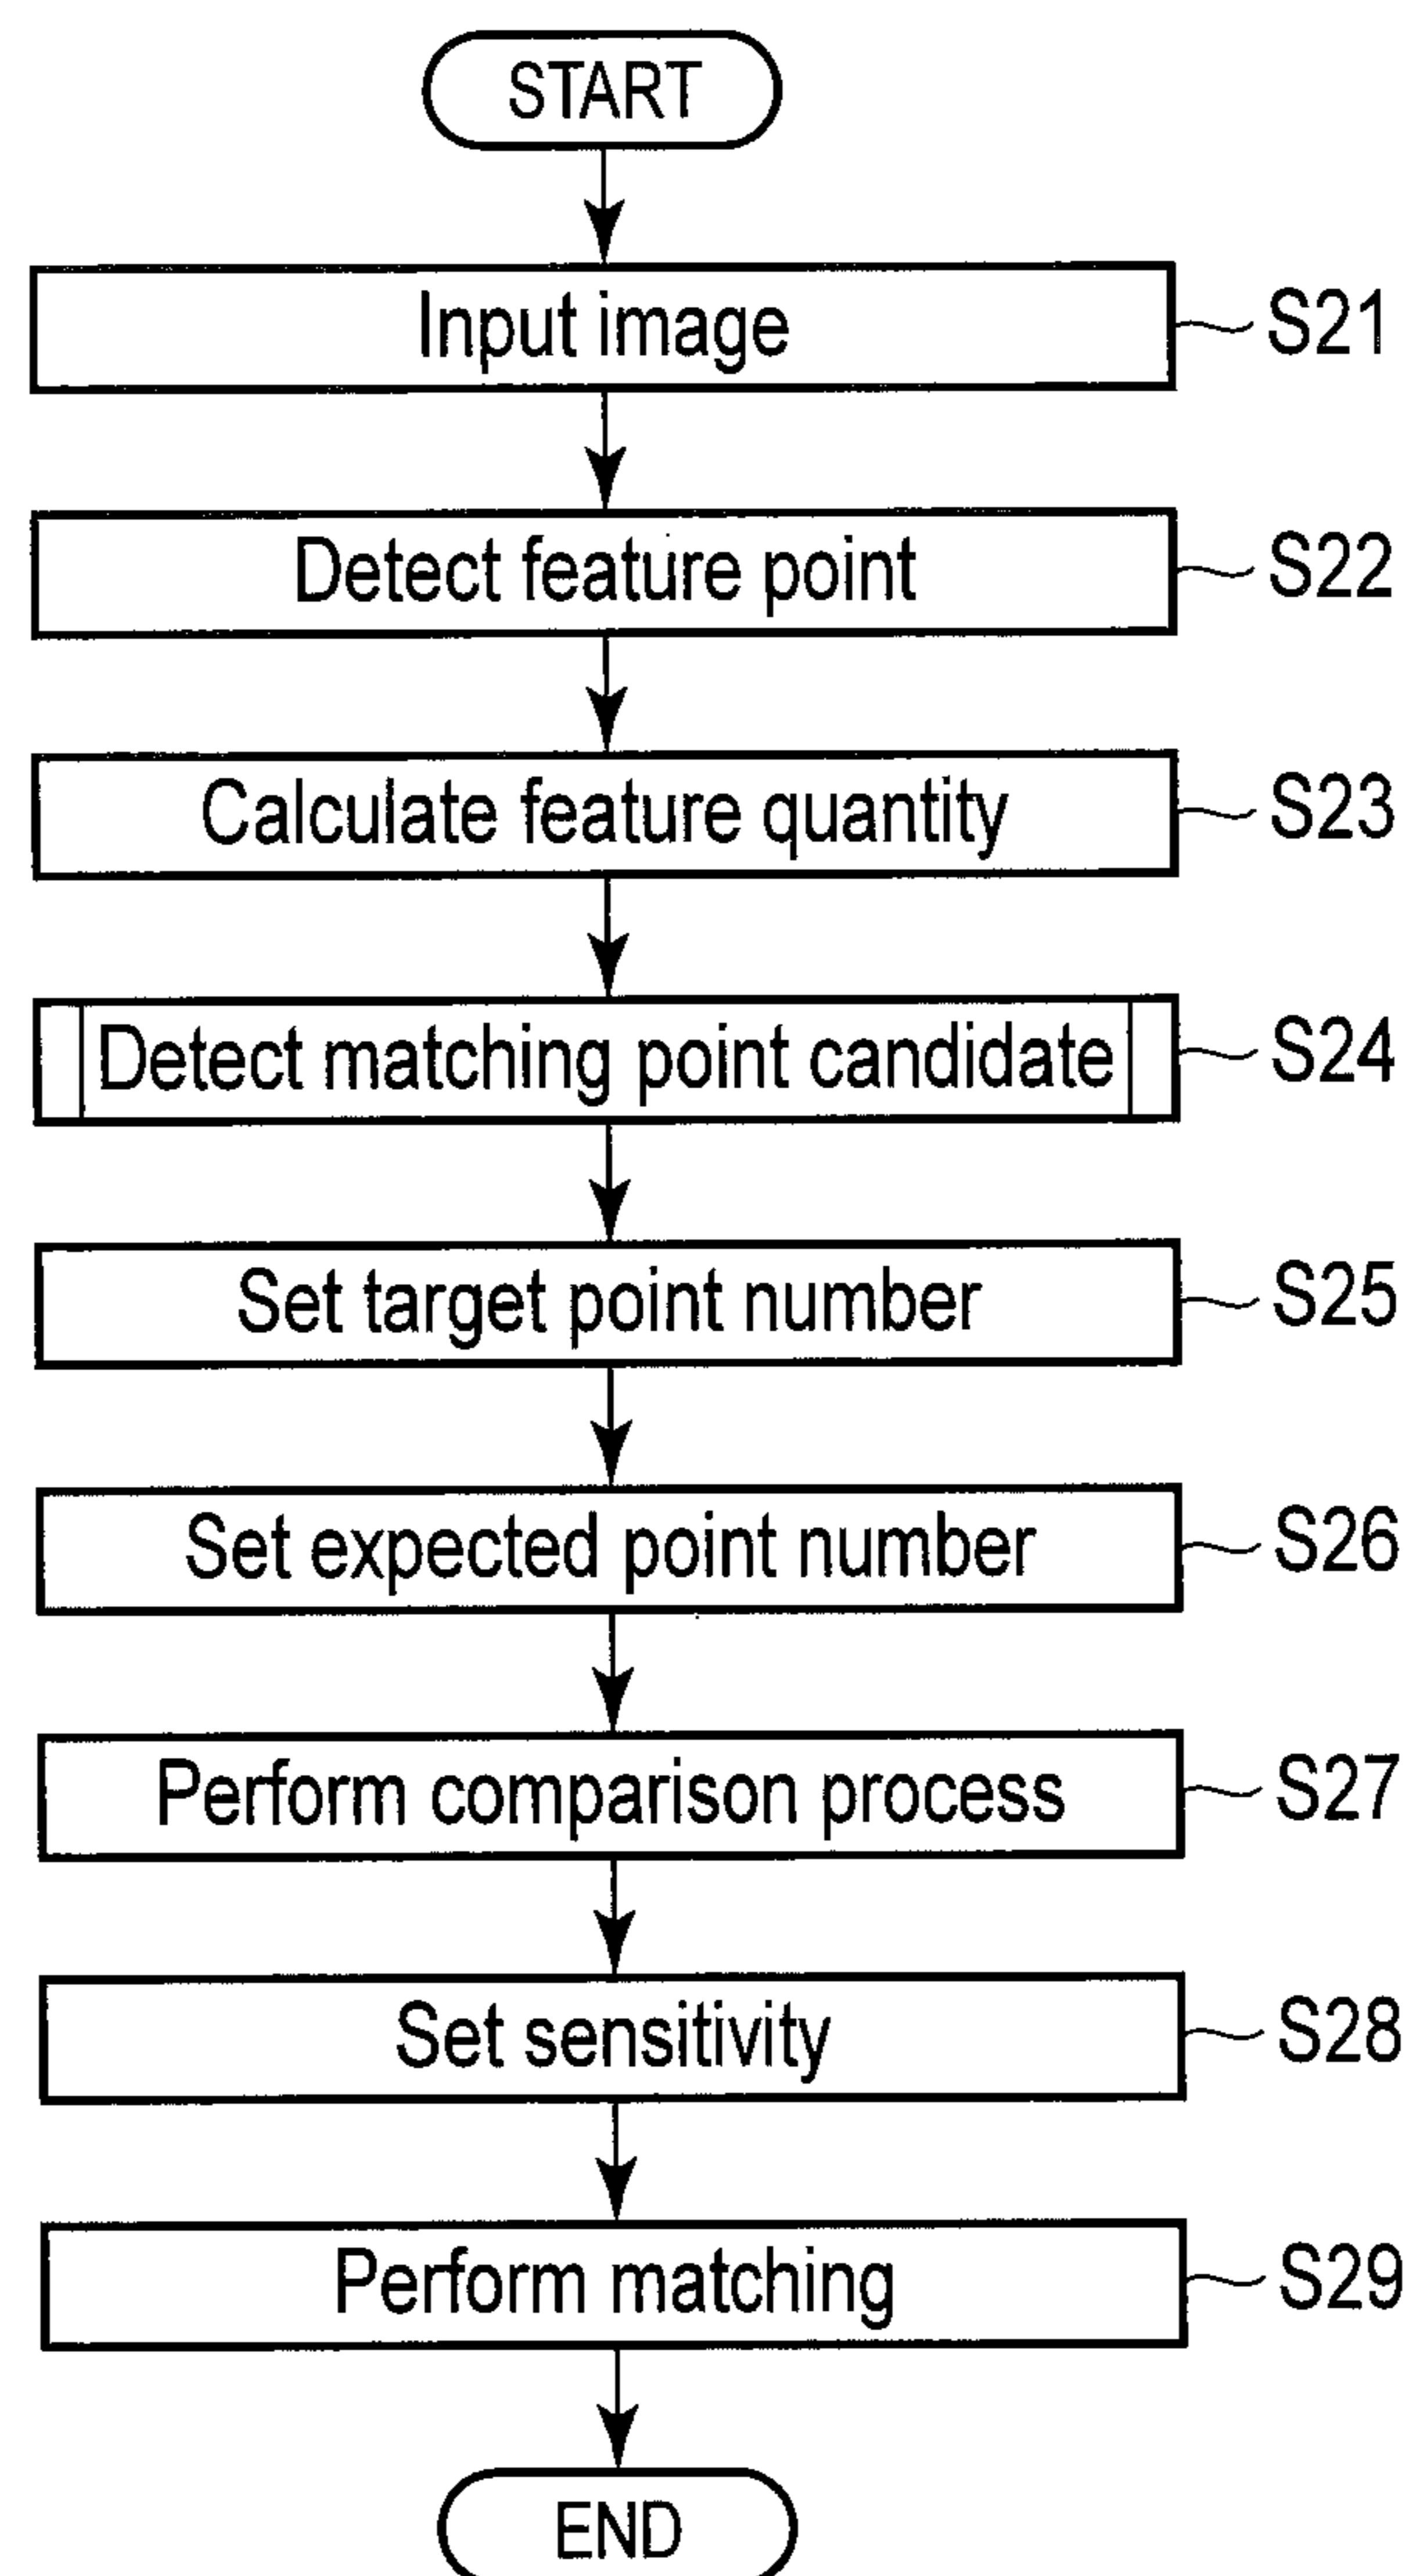 START
Input image S21
Detect feature point S22
Calculate feature quantity S23
Detect matching point candidate S24
Set target point number S25
Set expected point number S26
Perform comparison process S27
Set sensitivity S28
Perform matching S29
END